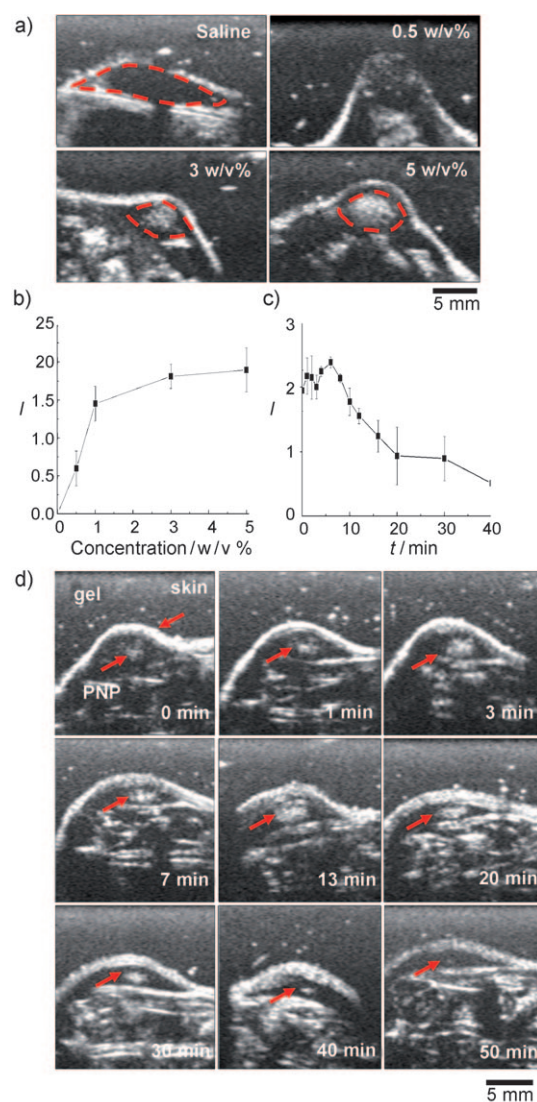 a)
Saline
0.5 w/v%
3 w/v%
5 w/v%
5 mm
b)
25
20
1.5
1.0
0.5
0.0
I
0 1 2 3 4 5
Concentration / w / v %
c)
3
2
1
0
I
0 10 20 30 40
t / min
d)
gel skin
PNP
0 min
1 min
3 min
7 min
13 min
20 min
30 min
40 min
50 min
5 mm